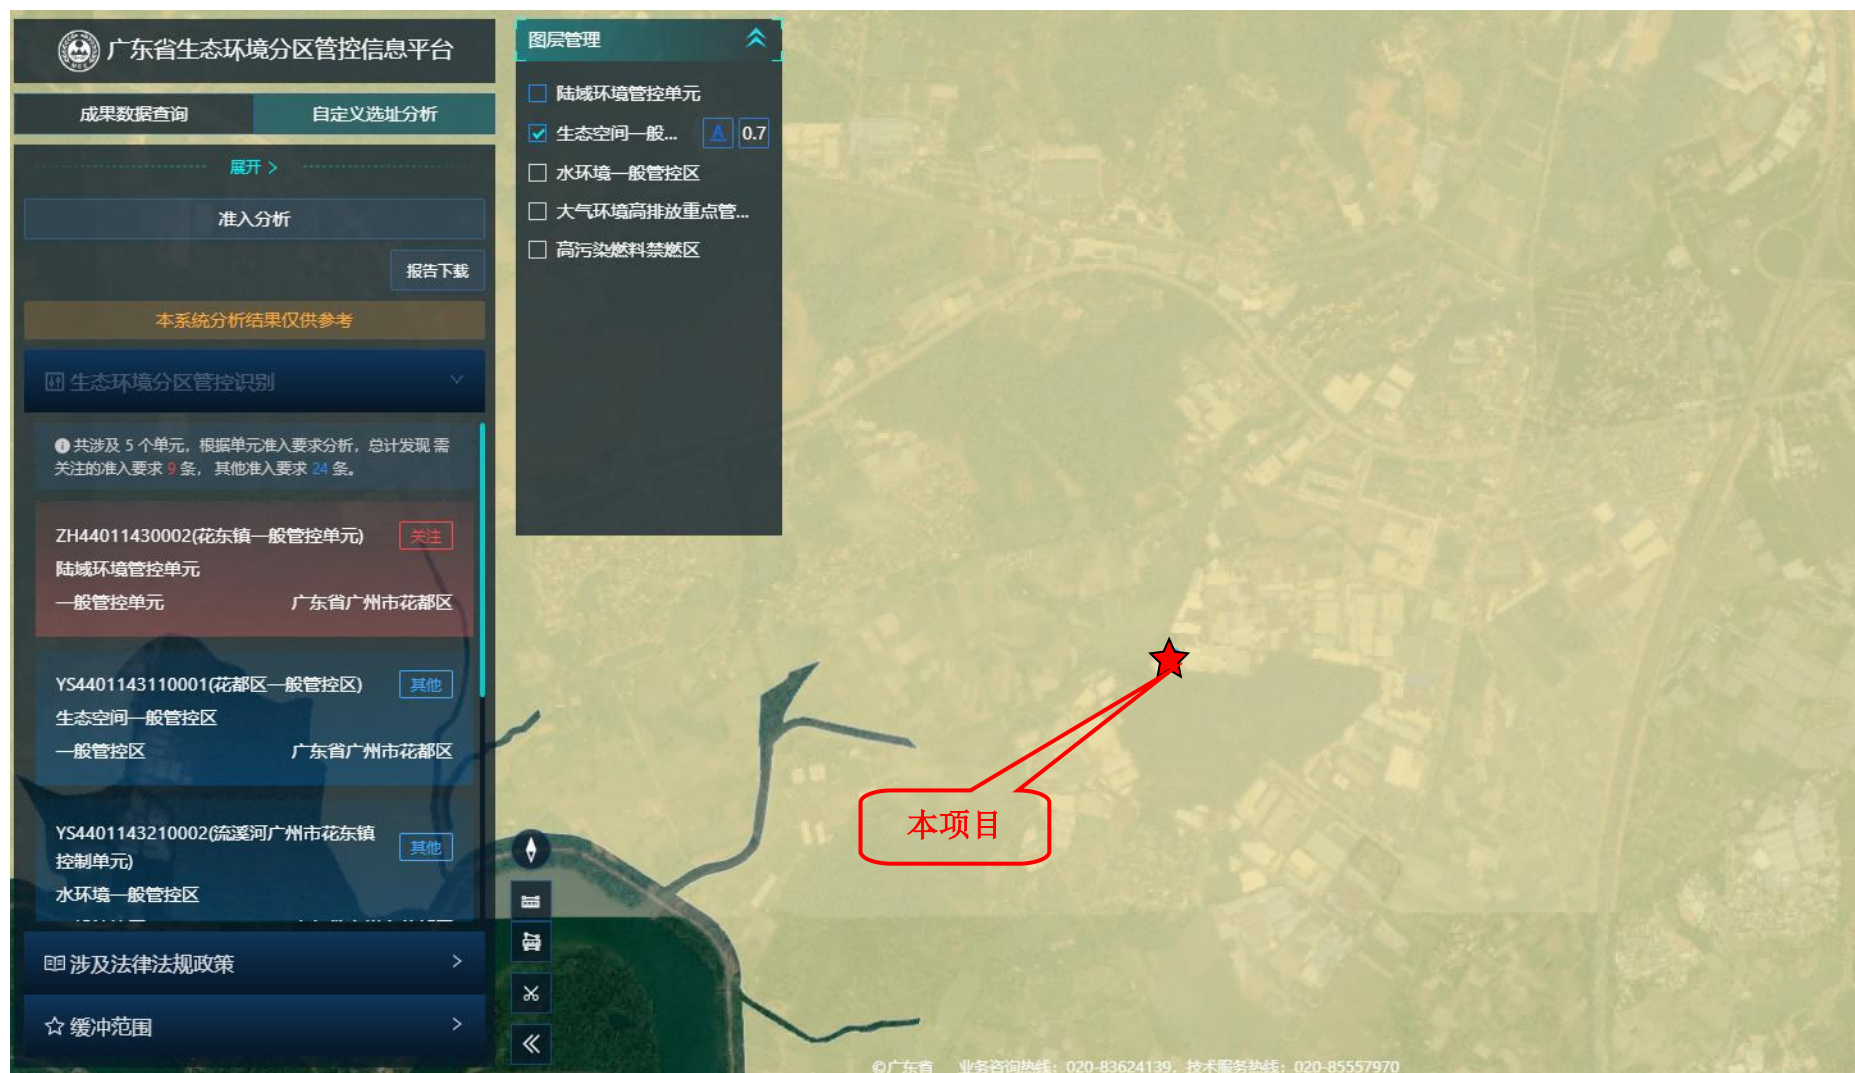 广东省生态环境分区管控信息平台
成果数据查询
自定义选址分析
展开 >
准入分析
报告下载
本系统分析结果仅供参考
生态环境分区管控识别
共涉及 5 个单元，根据单元准入要求分析，总计发现 需
关注的准入要求 9 条， 其他准入要求 24 条。
ZH44011430002(花东镇一般管控单元)
关注
陆域环境管控单元
一般管控单元
广东省广州市花都区
YS4401143110001(花都区一般管控区)
其他
生态空间一般管控区
一般管控区
广东省广州市花都区
YS4401143210002(流溪河广州市花东镇
控制单元)
其他
水环境一般管控区
涉及法律法规政策
缓冲范围
图层管理
陆域环境管控单元
生态空间一般...
A
0.7
水环境一般管控区
大气环境高排放重点管...
高污染燃料禁燃区
本项目
©广东省 业务咨询热线：020-83624139，技术服务热线：020-85557970